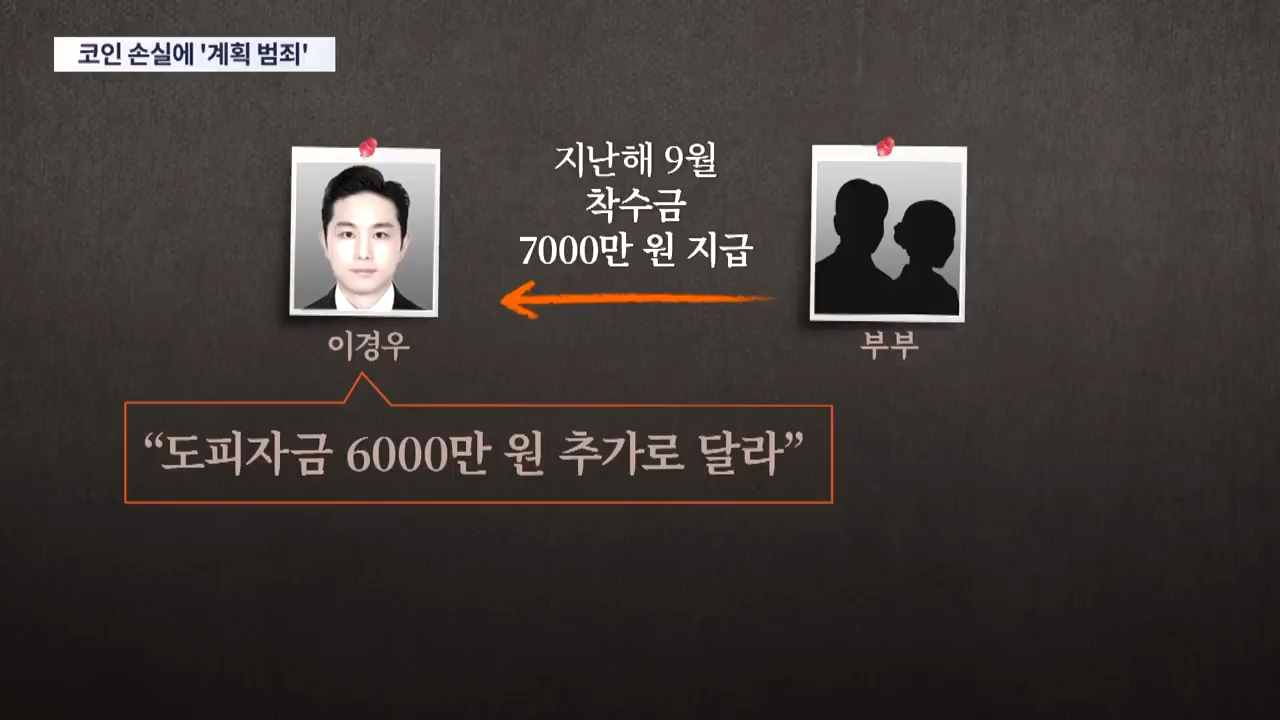 코인 손실에 '계획 범죄'
지난해 9월
착수금
7000만 원 지급
이경우
부부
“도피자금 6000만 원 추가로 달라”